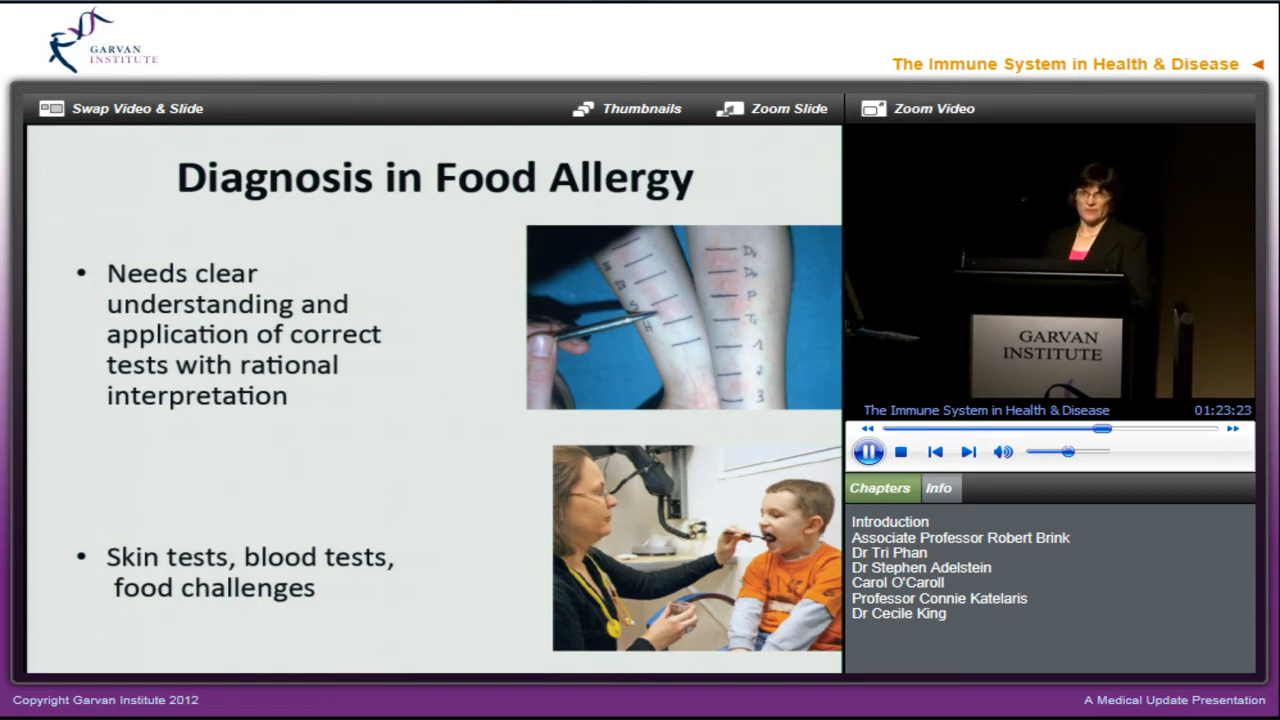 GARVAN
INSTITUTE
The Immune System in Health & Disease
Swap Video & Slide
Thumbnails
Zoom Slide
Zoom Video
Diagnosis in Food Allergy
• Needs clear
understanding and
application of correct
tests with rational
interpretation
• Skin tests, blood tests,
food challenges
P
1
2
3
H
GARVAN
INSTITUTE
The Immune System in Health & Disease 01:23:23
Chapters
Info
Introduction
Associate Professor Robert Brink
Dr Tri Phan
Dr Stephen Adelstein
Carol O'Caroll
Professor Connie Katelaris
Dr Cecile King
Copyright Garvan Institute 2012
A Medical Update Presentation